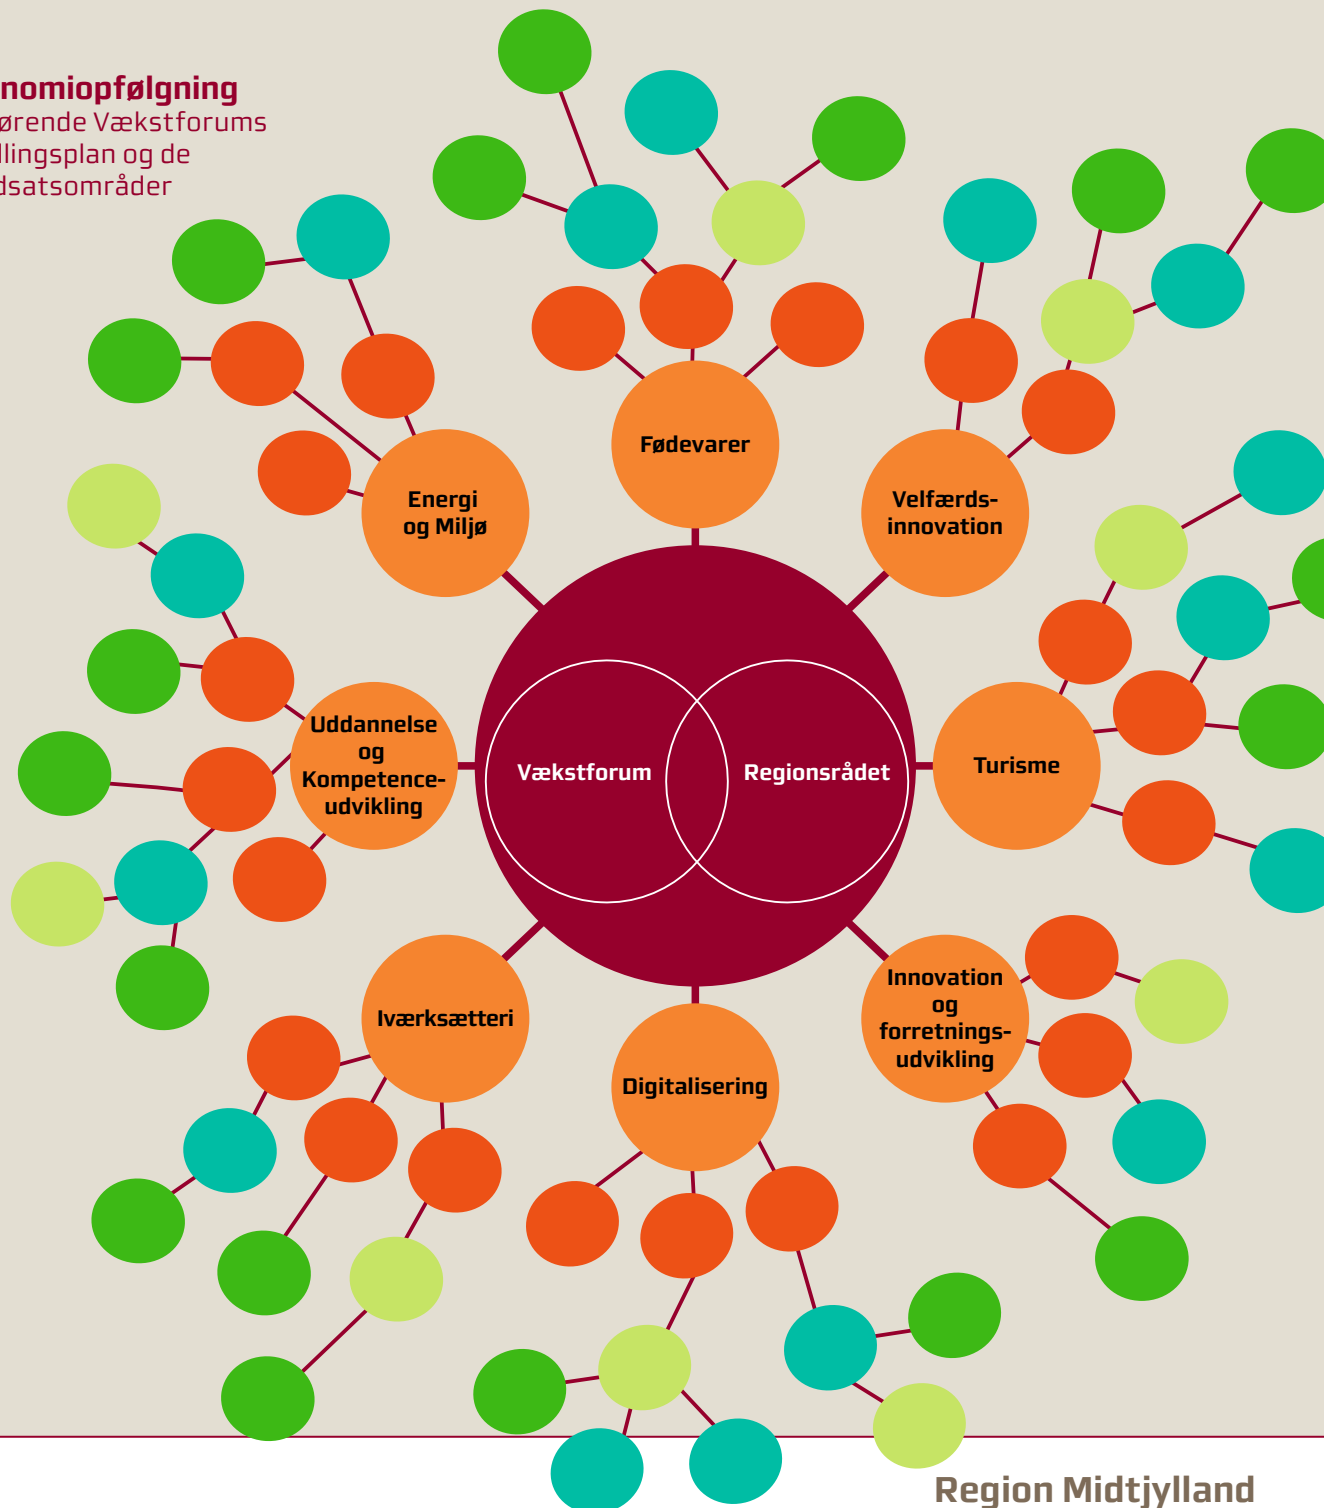 nomiopfølgning
ørende Vækstforums
llingsplan og de
dsatsområder
Fødevarer
Energi
og Miljø
Velfærds-
innovation
Uddannelse
og
Kompetence-
udvikling
Vækstforum
Regionsrådet
Turisme
Iværksætteri
Digitalisering
Innovation
og
forretnings-
udvikling
Region Midtjylland